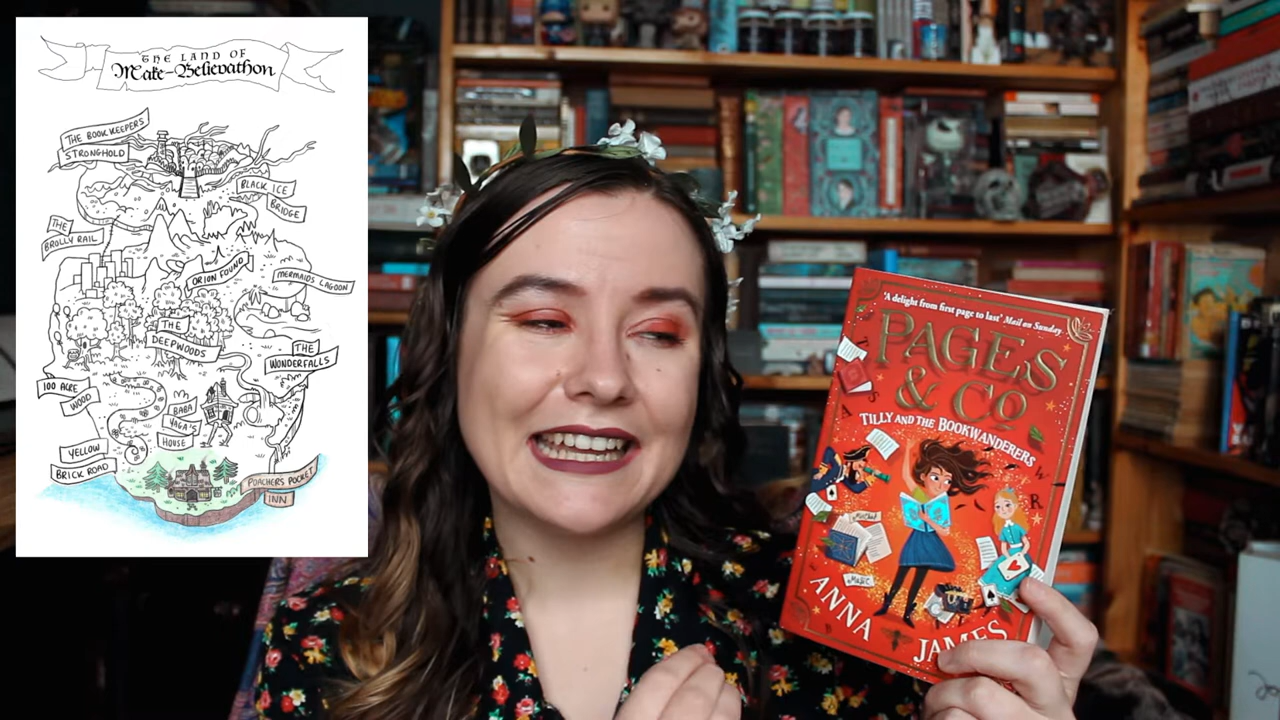 THE LAND OF
Make-Believathon
THE BOOK KEEPERS
STRONGHOLD
BLACK ICE
BRIDGE
THE
BROLLY RAIL
ORION FOUND
MERMAIDS LAGOON
THE
DEEPWOODS
THE
WONDERFALLS
100 ACRE
WOOD
BABA
YAGA'S
HOUSE
YELLOW
BRICK ROAD
POACHERS POCKET
INN
'A delight from first page to last' Mail on Sunday
PAGES
& CO
TILLY AND THE BOOKWANDERERS
ANNA
JAMES